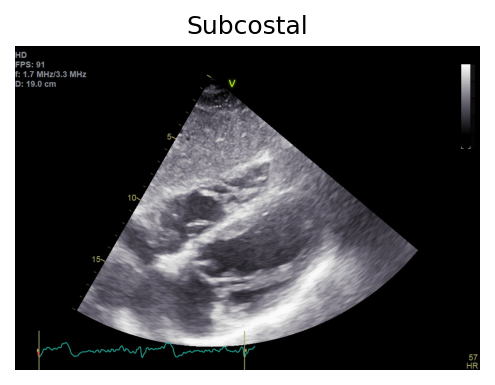 Subcostal
HD
V
FPS: 91
f: 1.7 MHz/3.3 MHz
D: 19.0 cm
5
10
15
57
HR